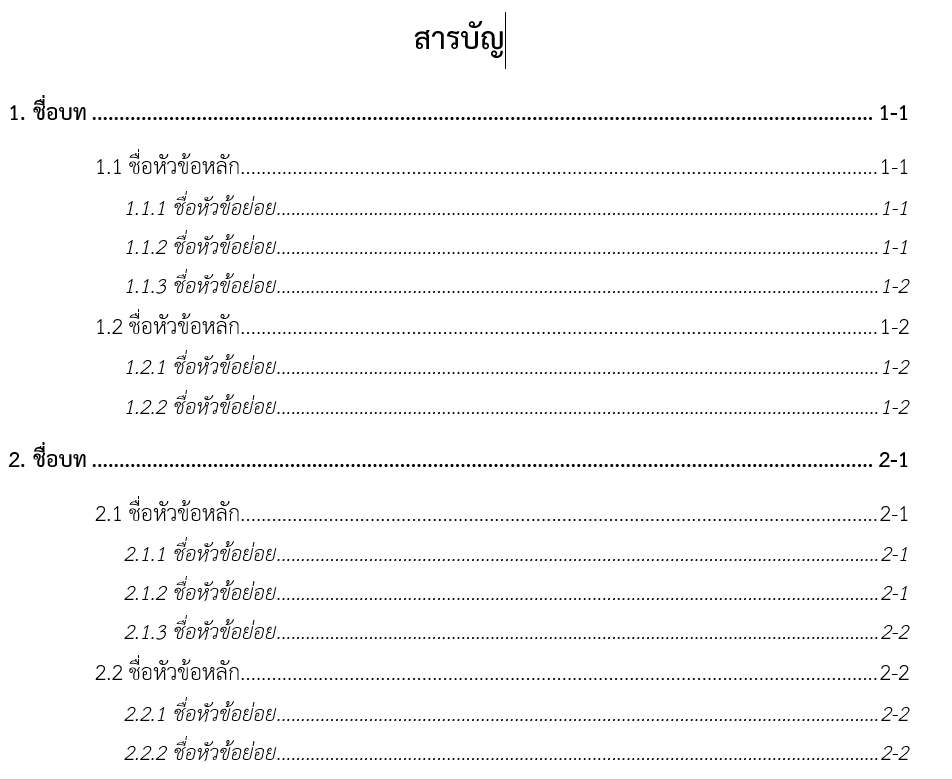 สารบัญ
1. ชื่อบท ........................................................................................................................................................ 1-1
1.1 ชื่อหัวข้อหลัก........................................................................................................................... 1-1
1.1.1 ชื่อหัวข้อย่อย.................................................................................................................... 1-1
1.1.2 ชื่อหัวข้อย่อย.................................................................................................................... 1-1
1.1.3 ชื่อหัวข้อย่อย.................................................................................................................... 1-2
1.2 ชื่อหัวข้อหลัก........................................................................................................................... 1-2
1.2.1 ชื่อหัวข้อย่อย.................................................................................................................... 1-2
1.2.2 ชื่อหัวข้อย่อย.................................................................................................................... 1-2
2. ชื่อบท ........................................................................................................................................................ 2-1
2.1 ชื่อหัวข้อหลัก........................................................................................................................... 2-1
2.1.1 ชื่อหัวข้อย่อย.................................................................................................................... 2-1
2.1.2 ชื่อหัวข้อย่อย.................................................................................................................... 2-1
2.1.3 ชื่อหัวข้อย่อย.................................................................................................................... 2-2
2.2 ชื่อหัวข้อหลัก........................................................................................................................... 2-2
2.2.1 ชื่อหัวข้อย่อย.................................................................................................................... 2-2
2.2.2 ชื่อหัวข้อย่อย.................................................................................................................... 2-2